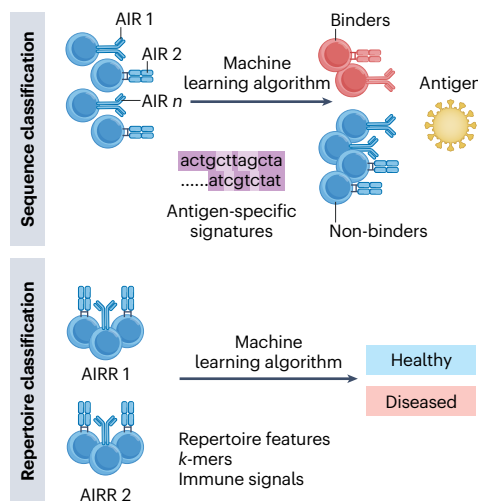 Sequence classification
AIR 1
AIR 2
AIR n
Machine
learning algorithm
Binders
Antigen
actgcttagcta
......atcgtctat
Antigen-specific
signatures
Non-binders
Repertoire classification
AIRR 1
AIRR 2
Machine
learning algorithm
Healthy
Diseased
Repertoire features
k-mers
Immune signals